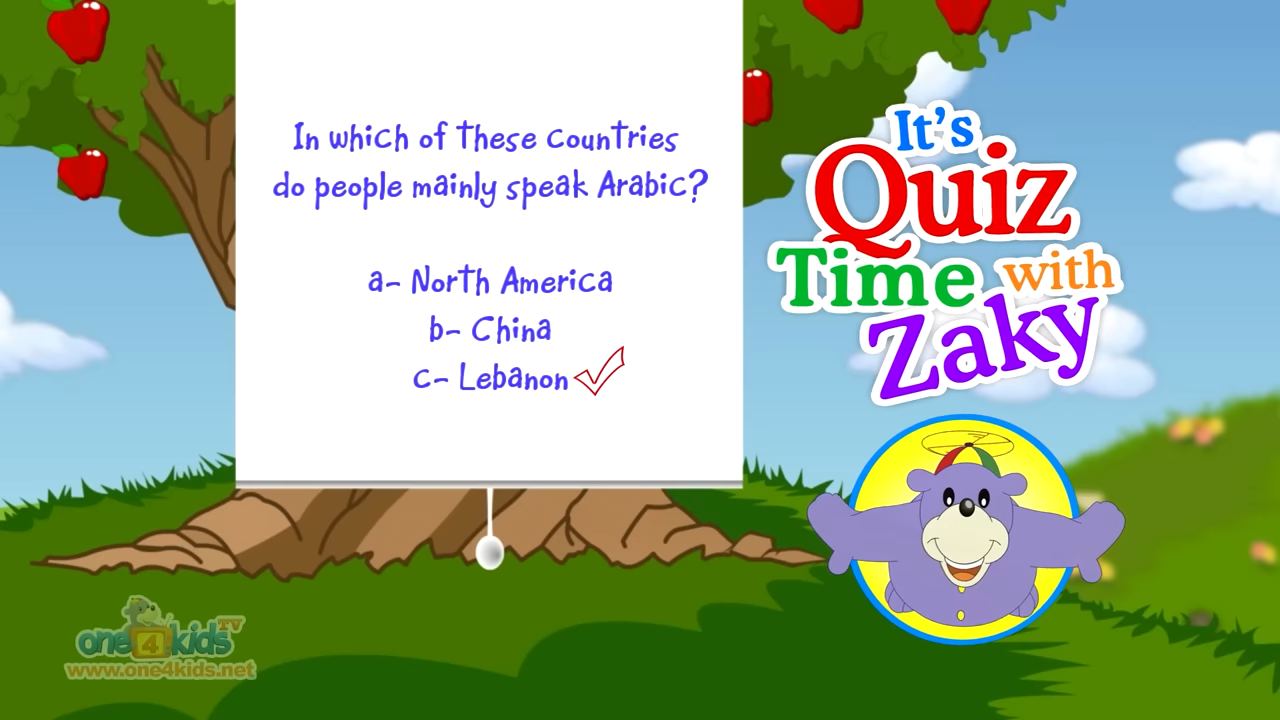 In which of these countries
do people mainly speak Arabic?
a- North America
b- China
c- Lebanon
It's
Quiz
Time with
Zaky
one4kids TV
www.one4kids.net